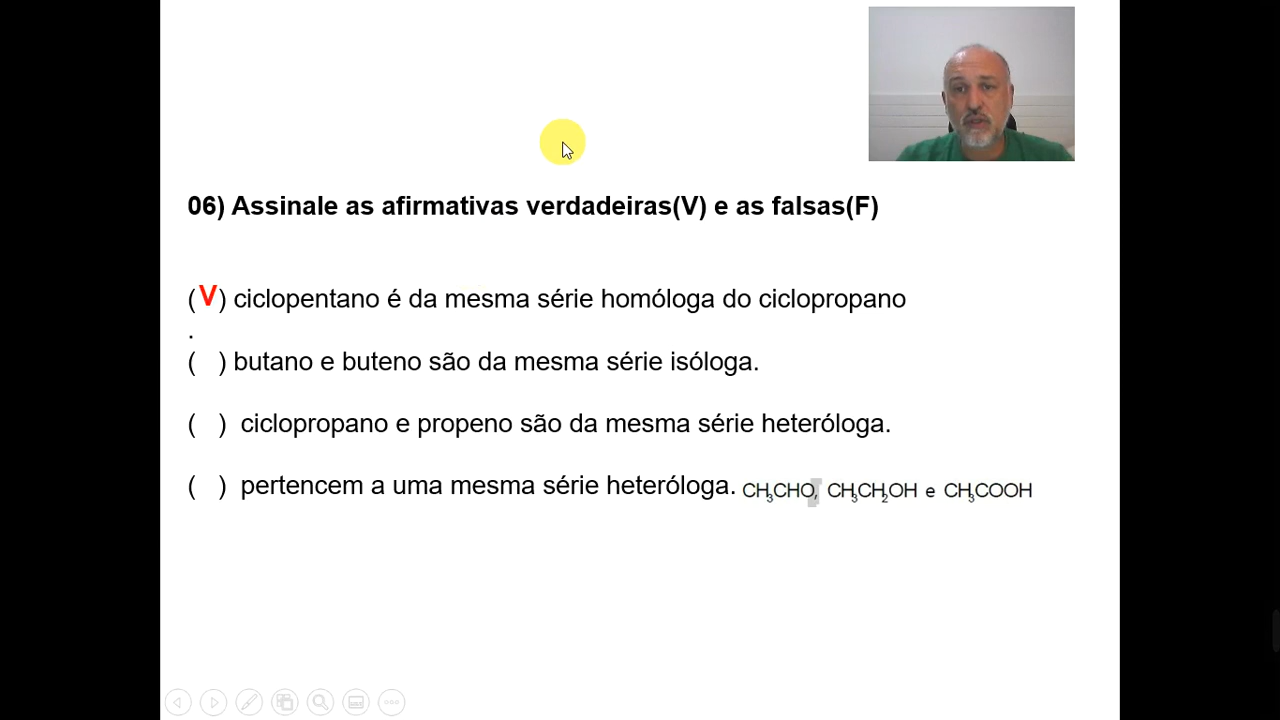 06) Assinale as afirmativas verdadeiras(V) e as falsas(F)
(V) ciclopentano é da mesma série homóloga do ciclopropano
.
( ) butano e buteno são da mesma série isóloga.
( ) ciclopropano e propeno são da mesma série heteróloga.
( ) pertencem a uma mesma série heteróloga. CH₃CHO, CH₃CH₂OH e CH₃COOH